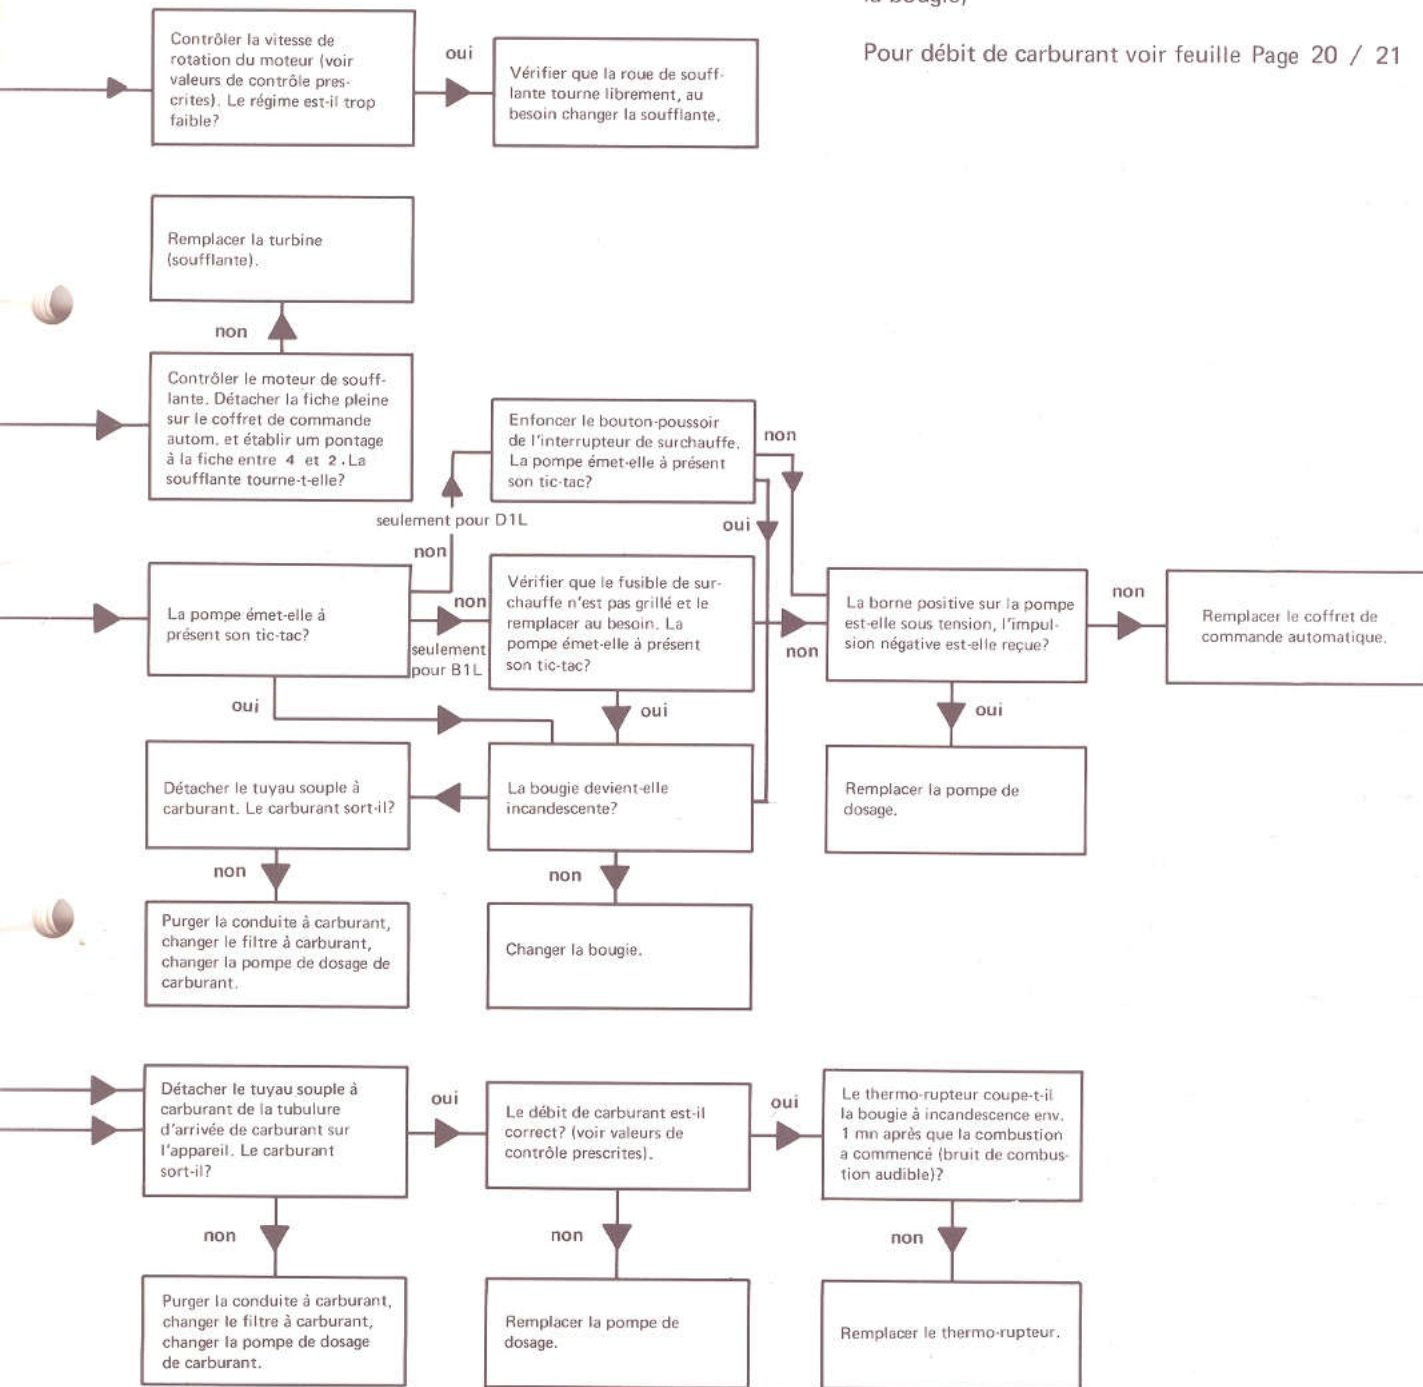 la bougie)
Pour débit de carburant voir feuille Page 20 / 21
Contrôler la vitesse de
rotation du moteur (voir
valeurs de contrôle pres-
crites). Le régime est-il trop
faible?
oui
Vérifier que la roue de souff-
lante tourne librement, au
besoin changer la soufflante.
Remplacer la turbine
(soufflante).
non
Contrôler le moteur de souff-
lante. Détacher la fiche pleine
sur le coffret de commande
autom. et établir um pontage
à la fiche entre 4 et 2 . La
soufflante tourne-t-elle?
Enfoncer le bouton-poussoir
de l'interrupteur de surchauffe.
La pompe émet-elle à présent
son tic-tac?
non
oui
seulement pour D1L
non
La pompe émet-elle à
présent son tic-tac?
non
seulement
pour B1L
Vérifier que le fusible de sur-
chauffe n'est pas grillé et le
remplacer au besoin. La
pompe émet-elle à présent
son tic-tac?
non
La borne positive sur la pompe
est-elle sous tension, l'impul-
sion négative est-elle reçue?
non
Remplacer le coffret de
commande automatique.
oui
oui
oui
Détacher le tuyau souple à
carburant. Le carburant sort-il?
La bougie devient-elle
incandescente?
Remplacer la pompe de
dosage.
non
non
Purger la conduite à carburant,
changer le filtre à carburant,
changer la pompe de dosage de
carburant.
Changer la bougie.
Détacher le tuyau souple à
carburant de la tubulure
d'arrivée de carburant sur
l'appareil. Le carburant
sort-il?
oui
Le débit de carburant est-il
correct? (voir valeurs de
contrôle prescrites).
oui
Le thermo-rupteur coupe-t-il
la bougie à incandescence env.
1 mn après que la combustion
a commencé (bruit de combus-
tion audible)?
non
non
non
Purger la conduite à carburant,
changer le filtre à carburant,
changer la pompe de dosage
de carburant.
Remplacer la pompe de
dosage.
Remplacer le thermo-rupteur.